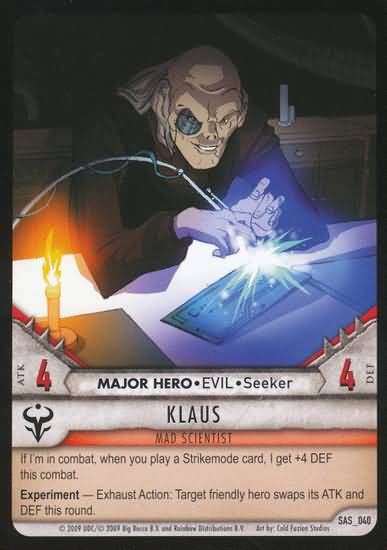 ATK
4
MAJOR HERO•EVIL•Seeker
4
DEF
KLAUS
MAD SCIENTIST
If I'm in combat, when you play a Strikemode card, I get +4 DEF
this combat.
Experiment — Exhaust Action: Target friendly hero swaps its ATK and
DEF this round.
SAS_040
© 2009 UDC/© 2009 Big Bocca B.V. and Rainbow Distributions B.V. Art by: Cold Fusion Studios